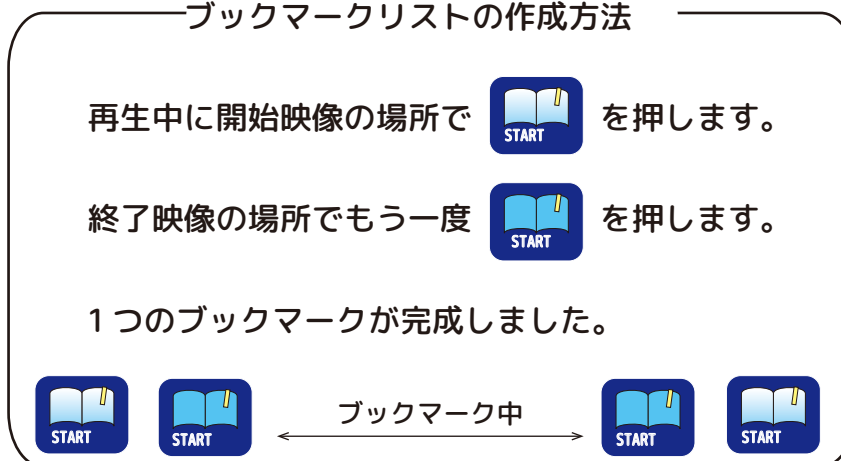 ブックマークリストの作成方法
再生中に開始映像の場所で START を押します。
終了映像の場所でもう一度 START を押します。
1つのブックマークが完成しました。
START START ブックマーク中 START START